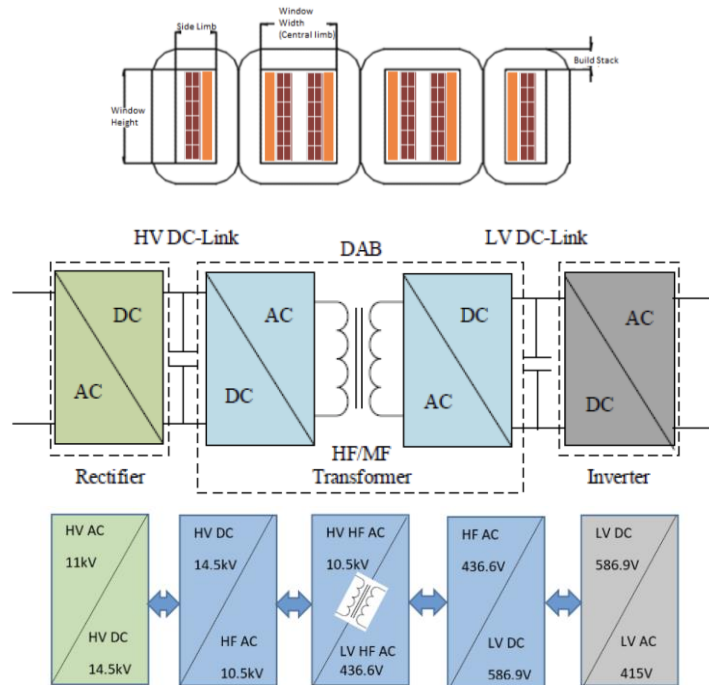 Side Limb
Window
Width
(Central limb)
Build Stack
Window
Height
HV DC-Link
LV DC-Link
DAB
DC
AC
AC
DC
DC
AC
AC
DC
Rectifier
HF/MF
Transformer
Inverter
HV AC
11kV
HV DC
14.5kV
HV DC
14.5kV
HF AC
10.5kV
HV HF AC
10.5kV
LV HF AC
436.6V
HF AC
436.6V
LV DC
586.9V
LV DC
586.9V
LV AC
415V